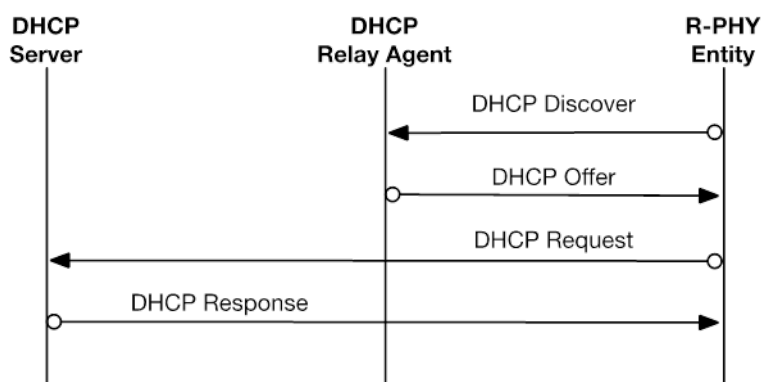 DHCP Server
DHCP Relay Agent
R-PHY Entity
DHCP Discover
DHCP Offer
DHCP Request
DHCP Response